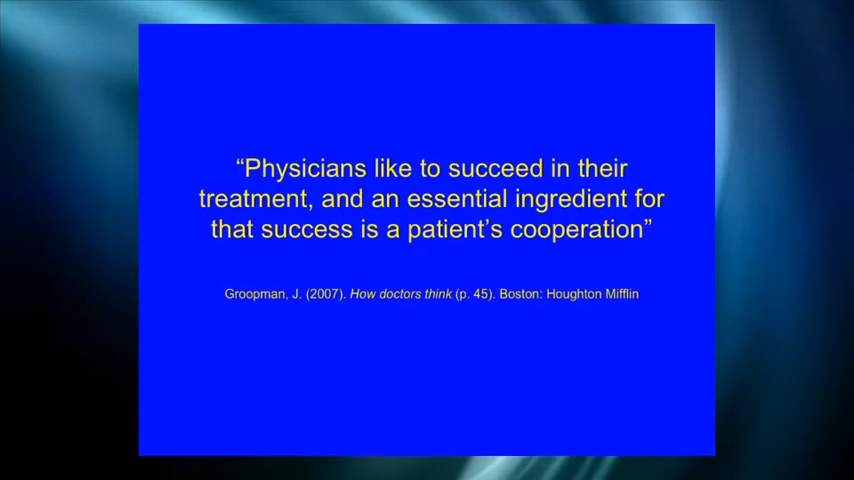 “Physicians like to succeed in their
treatment, and an essential ingredient for
that success is a patient’s cooperation”
Groopman, J. (2007). How doctors think (p. 45). Boston: Houghton Mifflin